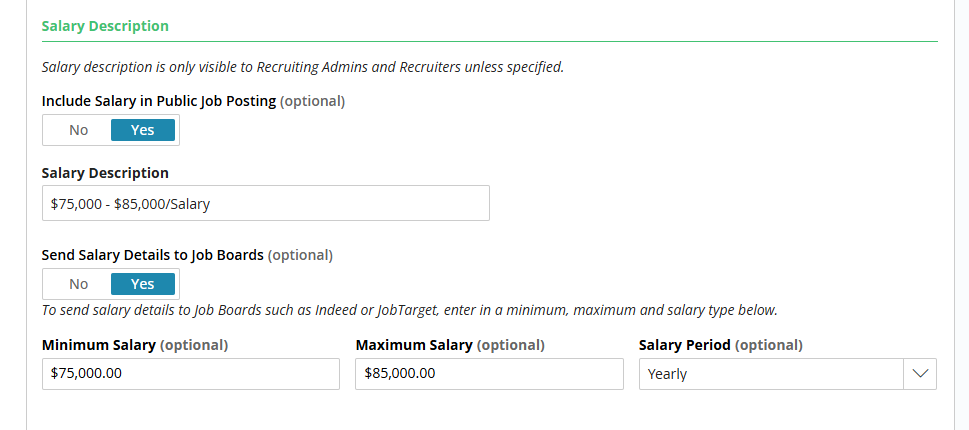 Salary Description
Salary description is only visible to Recruiting Admins and Recruiters unless specified.
Include Salary in Public Job Posting (optional)
No Yes
Salary Description
$75,000 - $85,000/Salary
Send Salary Details to Job Boards (optional)
No Yes
To send salary details to Job Boards such as Indeed or JobTarget, enter in a minimum, maximum and salary type below.
Minimum Salary (optional) Maximum Salary (optional) Salary Period (optional)
$75,000.00 $85,000.00 Yearly